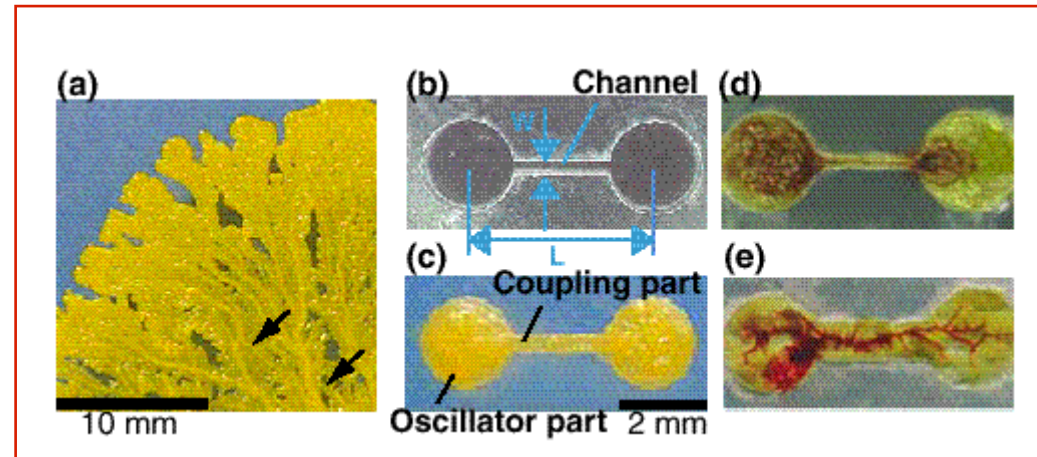 (a)
10 mm
(b)
Channel
W
L
(c)
Coupling part
Oscillator part
2 mm
(d)
(e)